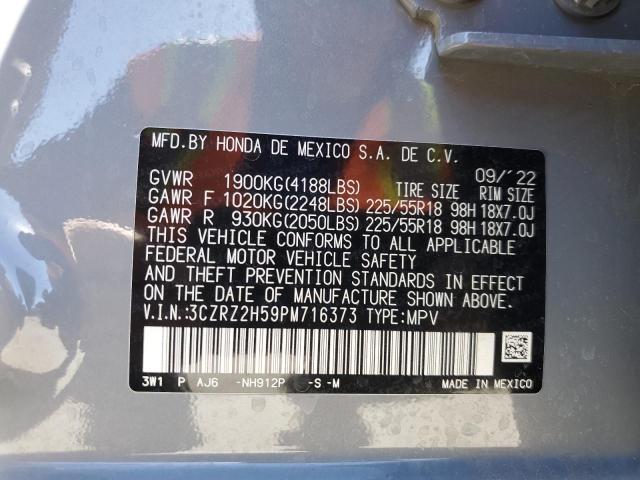 MFD.BY HONDA DE MEXICO S.A. DE C.V.
09/'22
GVWR 1900KG(4188LBS) TIRE SIZE RIM SIZE
GAWR F 1020KG(2248LBS) 225/55R18 98H 18X7.0J
GAWR R 930KG(2050LBS) 225/55R18 98H 18X7.0J
THIS VEHICLE CONFORMS TO ALL APPLICABLE
FEDERAL MOTOR VEHICLE SAFETY
AND THEFT PREVENTION STANDARDS IN EFFECT
ON THE DATE OF MANUFACTURE SHOWN ABOVE.
V.I.N.:3CZRZ2H59PM716373 TYPE:MPV
3W1 P AJ6 -NH912P -S -M MADE IN MEXICO